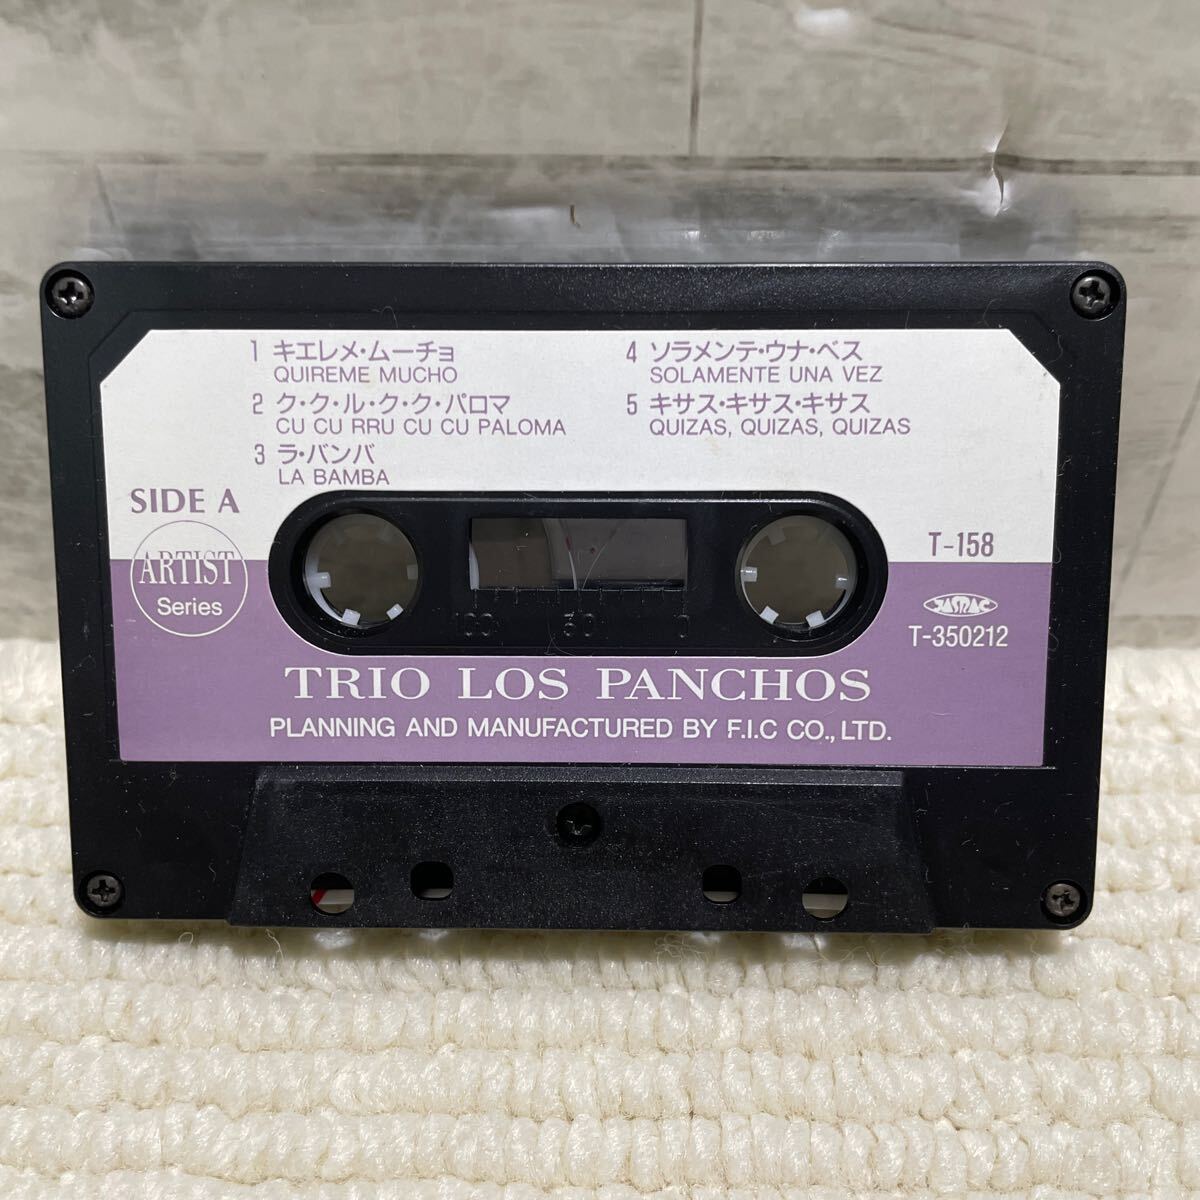 1 キエレメ・ムーチョ
QUIREME MUCHO
2 ク・ク・ル・ク・ク・パロマ
CU CU RRU CU CU PALOMA
3 ラ・バンバ
LA BAMBA
4 ソラメンテ・ウナ・ベス
SOLAMENTE UNA VEZ
5 キサス・キサス・キサス
QUIZAS, QUIZAS, QUIZAS
SIDE A
ARTIST
Series
100 50 0
T-158
JASRAC
T-350212
TRIO LOS PANCHOS
PLANNING AND MANUFACTURED BY F.I.C CO., LTD.